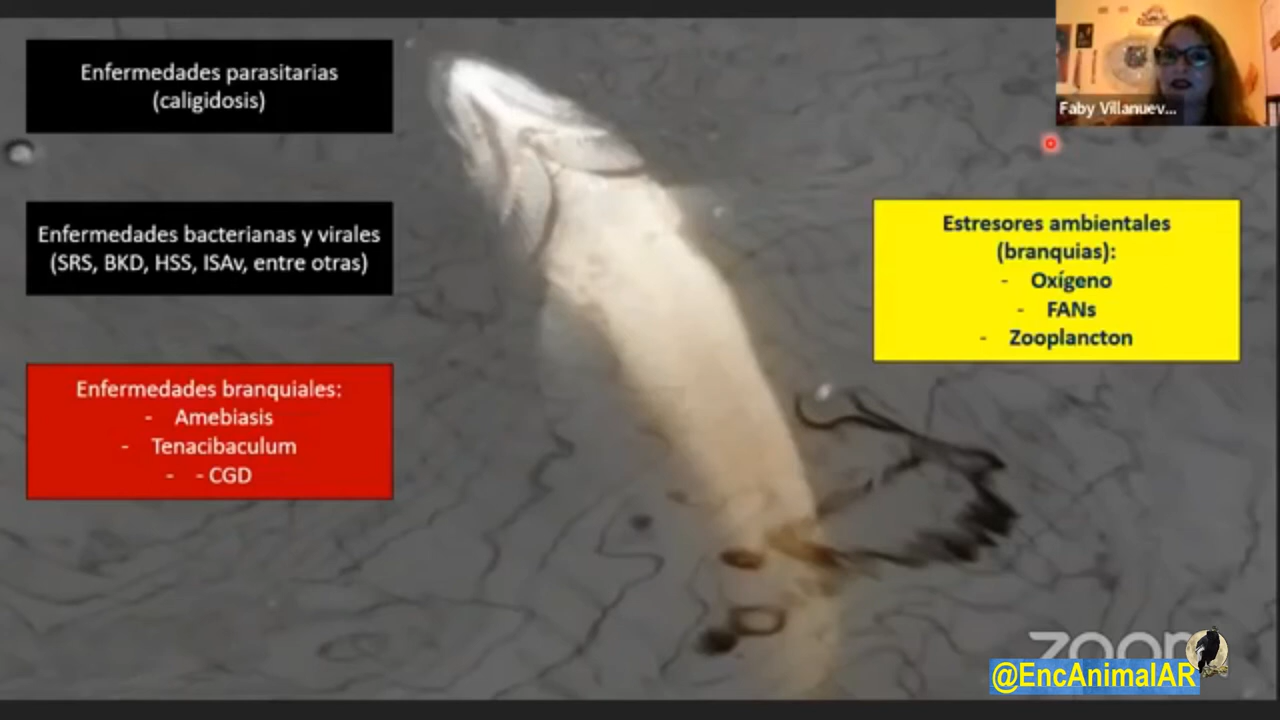 Enfermedades parasitarias
(caligidosis)
Faby Villanuev...
Enfermedades bacterianas y virales
(SRS, BKD, HSS, ISAv, entre otras)
Estresores ambientales
(branquias):
- Oxígeno
- FANs
- Zooplancton
Enfermedades branquiales:
- Amebiasis
- Tenacibaculum
- - CGD
zoom
@EncAnimalAR